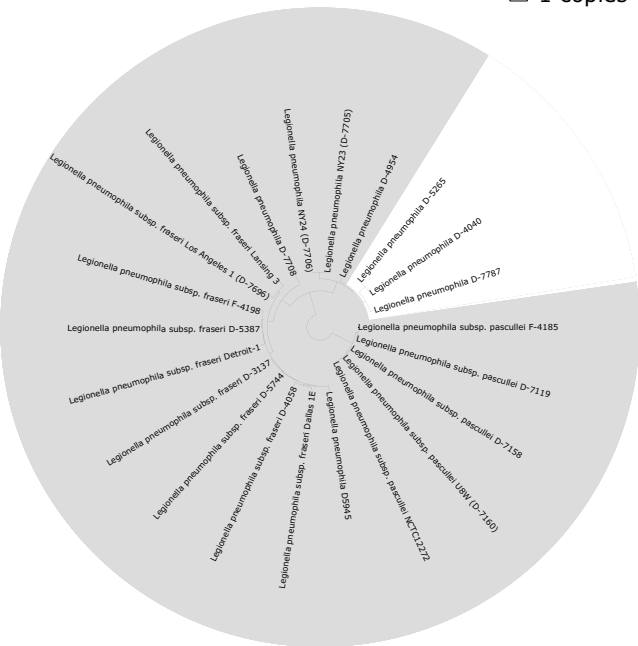 1 copies
Legionella pneumophila D-4954
Legionella pneumophila D-5265
Legionella pneumophila D-4040
Legionella pneumophila D-7787
Legionella pneumophila subsp. pascullei F-4185
Legionella pneumophila subsp. pascullei D-7119
Legionella pneumophila subsp. pascullei D-7158
Legionella pneumophila subsp. pascullei U8W (D-7160)
Legionella pneumophila subsp. pascullei NCTC12272
Legionella pneumophila D5945
Legionella pneumophila subsp. fraseri Dallas 1E
Legionella pneumophila subsp. fraseri D-4058
Legionella pneumophila subsp. fraseri D-5744
Legionella pneumophila subsp. fraseri D-3137
Legionella pneumophila subsp. fraseri Detroit-1
Legionella pneumophila subsp. fraseri D-5387
Legionella pneumophila subsp. fraseri F-4198
Legionella pneumophila subsp. fraseri Los Angeles 1 (D-7696)
Legionella pneumophila subsp. fraseri Lansing 3
Legionella pneumophila D-7708
Legionella pneumophila NY24 (D-7706)
Legionella pneumophila NY23 (D-7705)